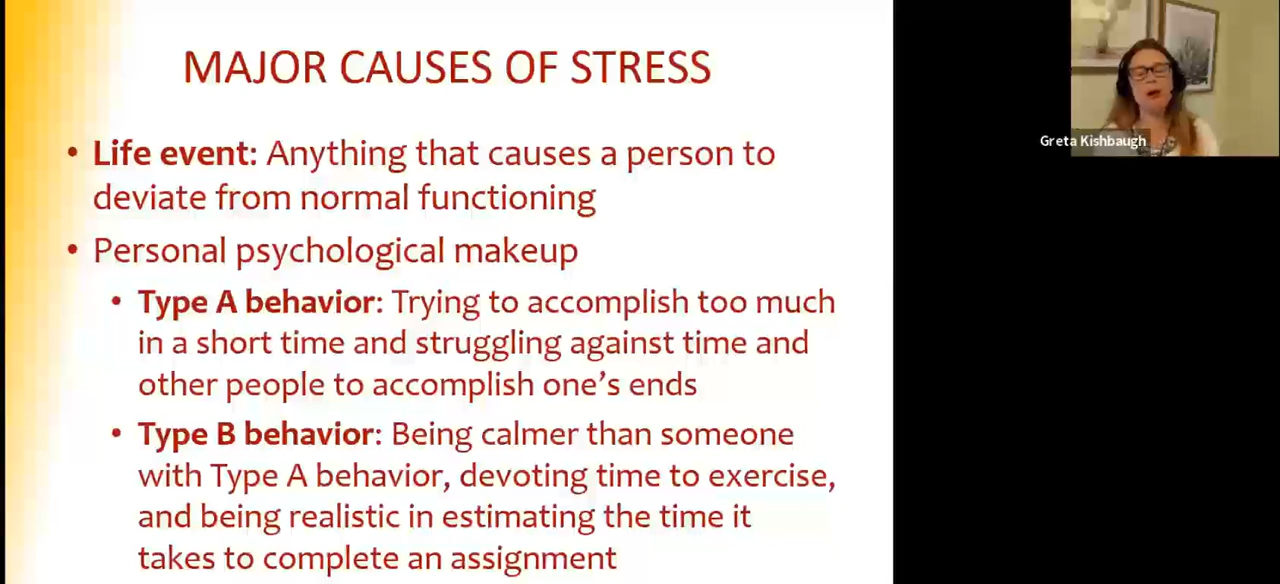 MAJOR CAUSES OF STRESS
• Life event: Anything that causes a person to
deviate from normal functioning
• Personal psychological makeup
• Type A behavior: Trying to accomplish too much
in a short time and struggling against time and
other people to accomplish one’s ends
• Type B behavior: Being calmer than someone
with Type A behavior, devoting time to exercise,
and being realistic in estimating the time it
takes to complete an assignment
Greta Kishbaugh